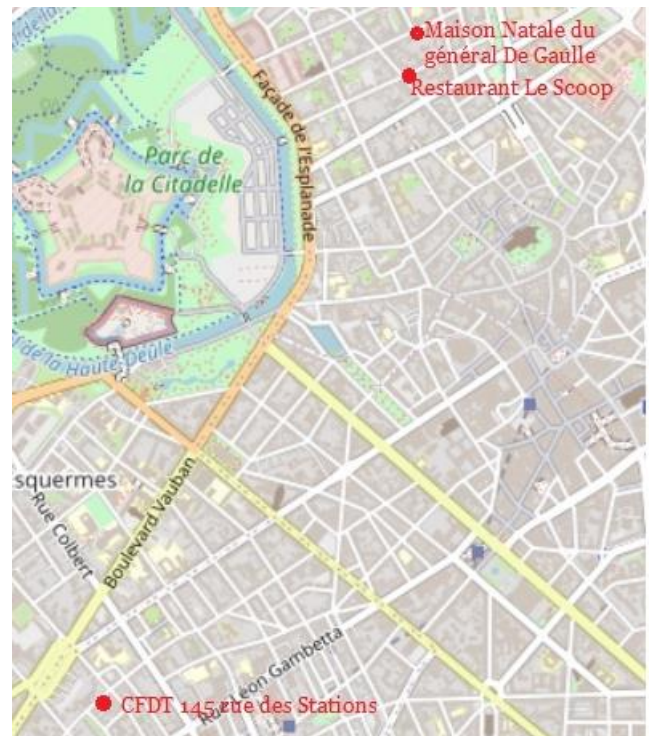 Maison Natale du
général De Gaulle
Restaurant Le Scoop
Façade de l'Esplanade
Parc de
la Citadelle
de la Haute Deûle
squermes
Rue Colbert
Boulevard Vauban
Rue Léon Gambetta
CFDT 145 rue des Stations